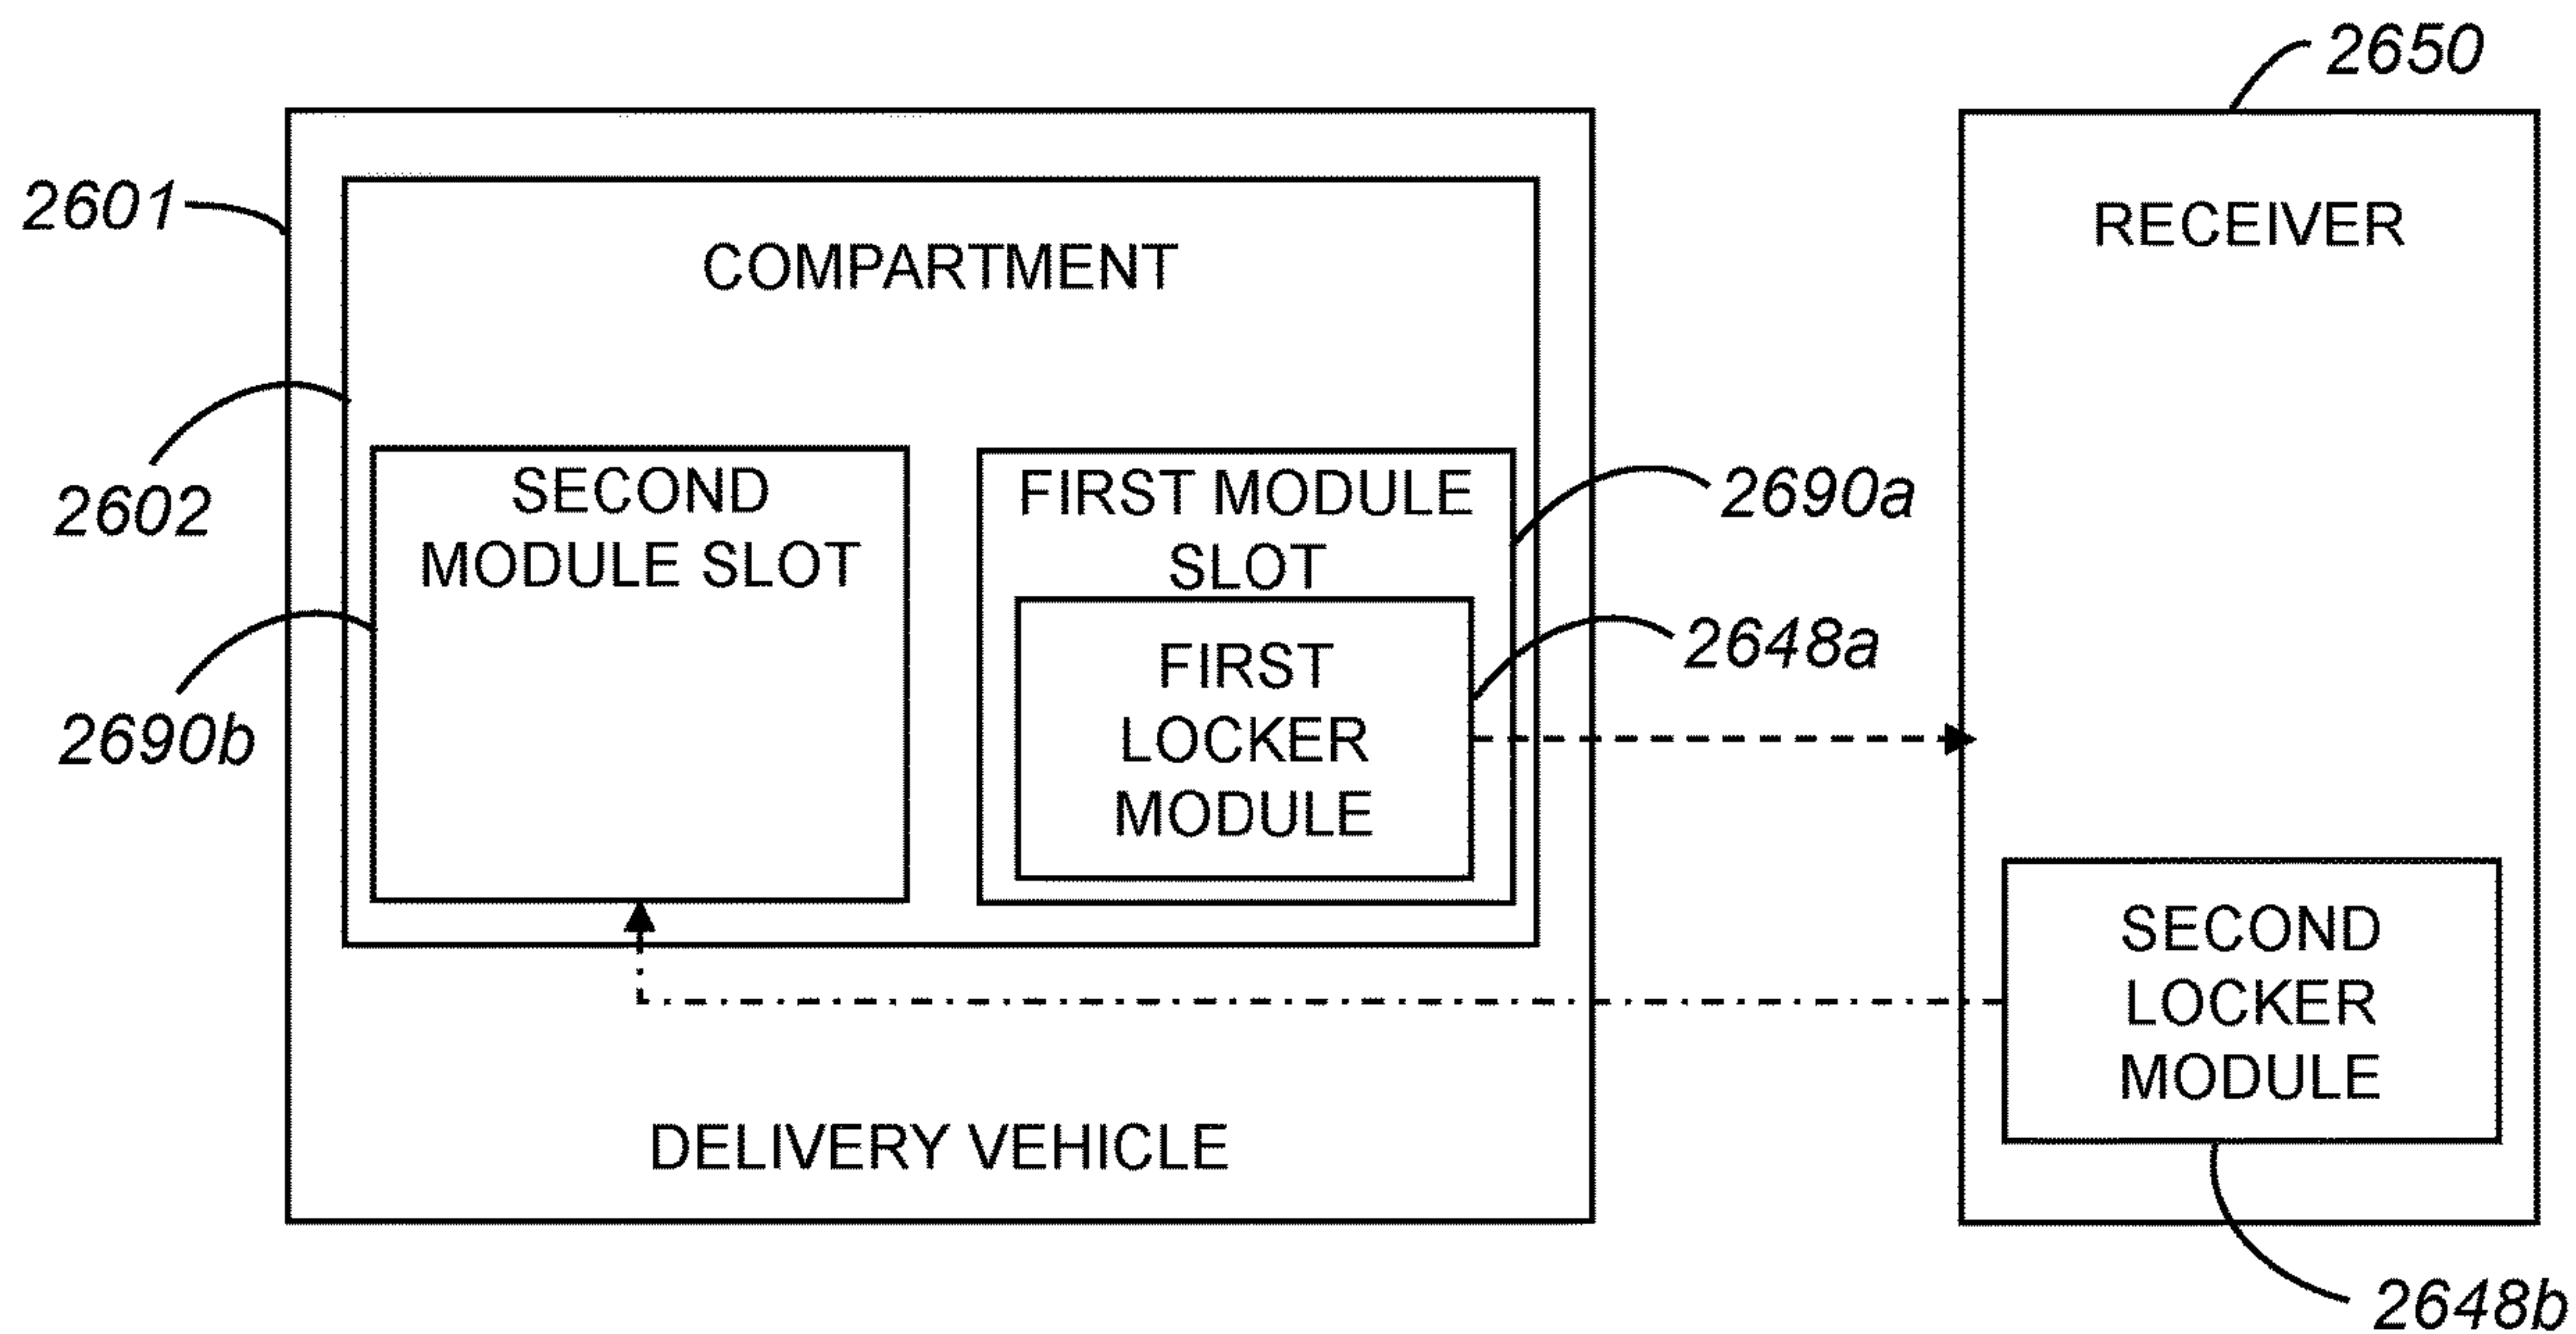 2650
2601
RECEIVER
COMPARTMENT
2602
SECOND
MODULE SLOT
FIRST MODULE
SLOT
2690a
2648a
2690b
FIRST
LOCKER
MODULE
SECOND
LOCKER
MODULE
DELIVERY VEHICLE
2648b